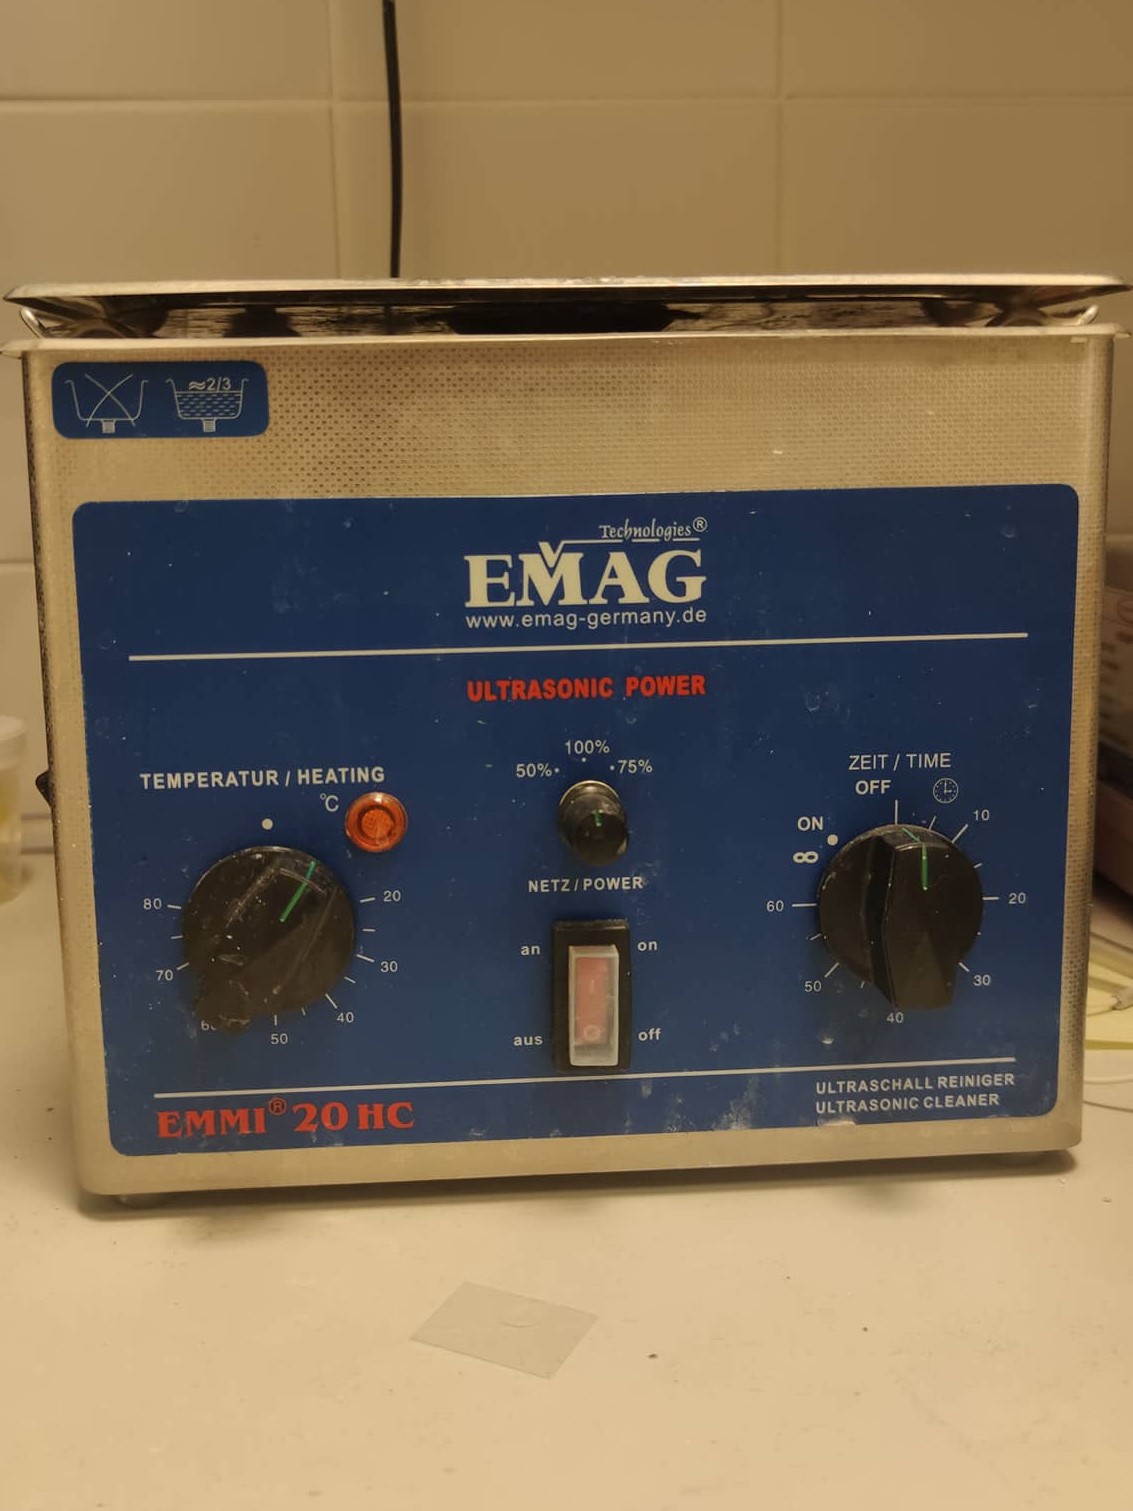 ≈2/3
Technologies®
EMAG
www.emag-germany.de
ULTRASONIC POWER
TEMPERATUR / HEATING
°C
80
70
60
50
40
30
20
100%
50%
75%
NETZ / POWER
an
on
aus
off
ZEIT / TIME
OFF
ON
∞
10
20
30
40
50
60
EMMI® 20 HC
ULTRASCHALL REINIGER
ULTRASONIC CLEANER